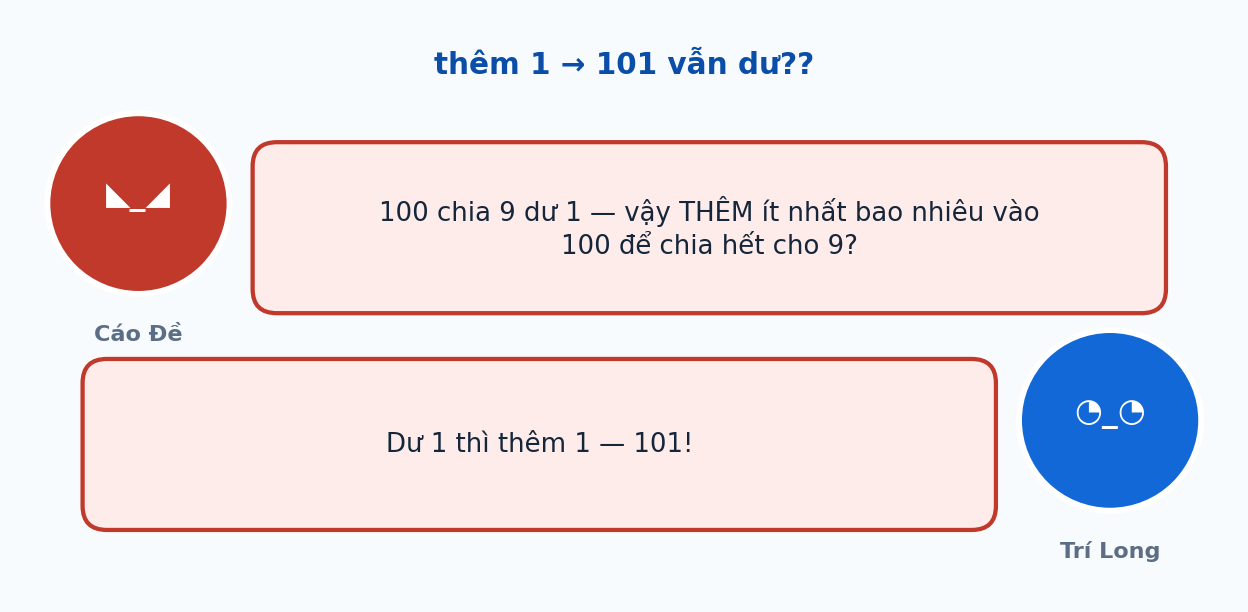 thêm 1 → 101 vẫn dư??
100 chia 9 dư 1 — vậy THÊM ít nhất bao nhiêu vào
100 để chia hết cho 9?
Cáo Đề
Dư 1 thì thêm 1 — 101!
◔_◔
Trí Long